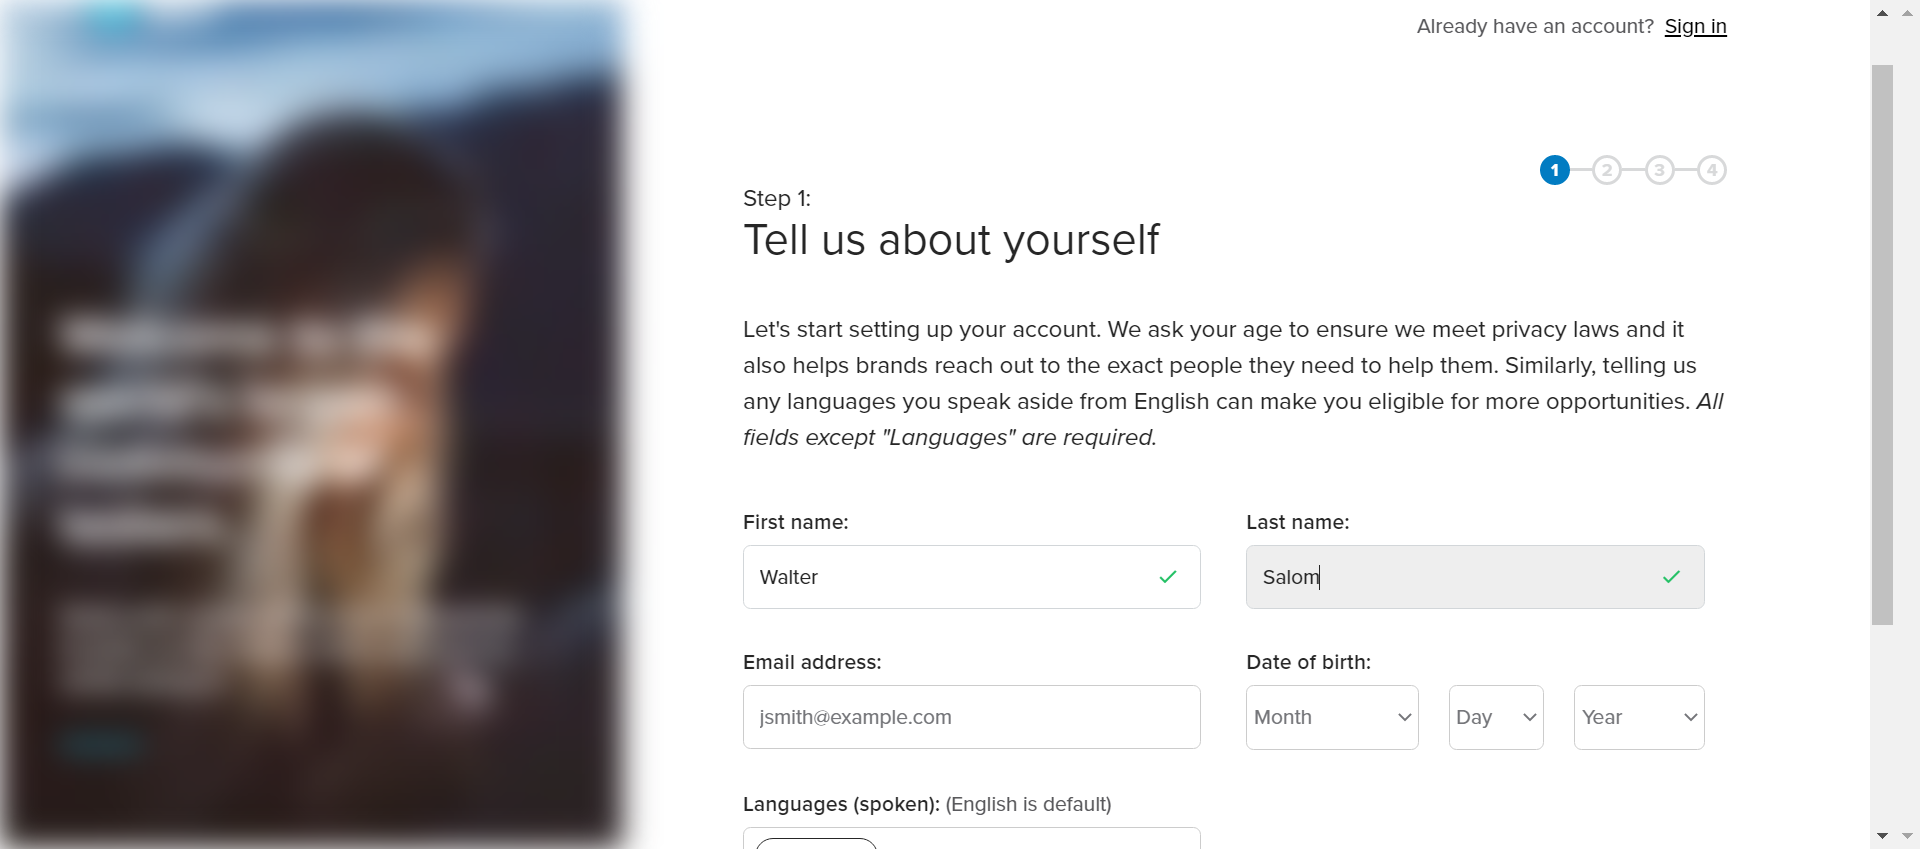 Already have an account? Sign in
1 2 3 4
Step 1:
Tell us about yourself
Let's start setting up your account. We ask your age to ensure we meet privacy laws and it
also helps brands reach out to the exact people they need to help them. Similarly, telling us
any languages you speak aside from English can make you eligible for more opportunities. All
fields except "Languages" are required.
First name: Last name:
Walter Salom
Email address: Date of birth:
jsmith@example.com Month Day Year
Languages (spoken): (English is default)